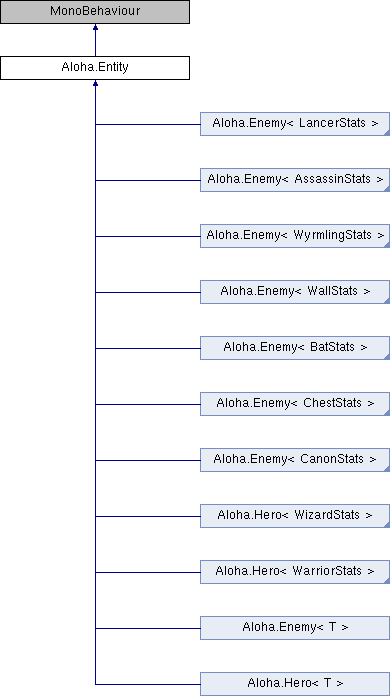 MonoBehaviour
Aloha.Entity
Aloha.Enemy< LancerStats >
Aloha.Enemy< AssassinStats >
Aloha.Enemy< WyrmlingStats >
Aloha.Enemy< WallStats >
Aloha.Enemy< BatStats >
Aloha.Enemy< ChestStats >
Aloha.Enemy< CanonStats >
Aloha.Hero< WizardStats >
Aloha.Hero< WarriorStats >
Aloha.Enemy< T >
Aloha.Hero< T >